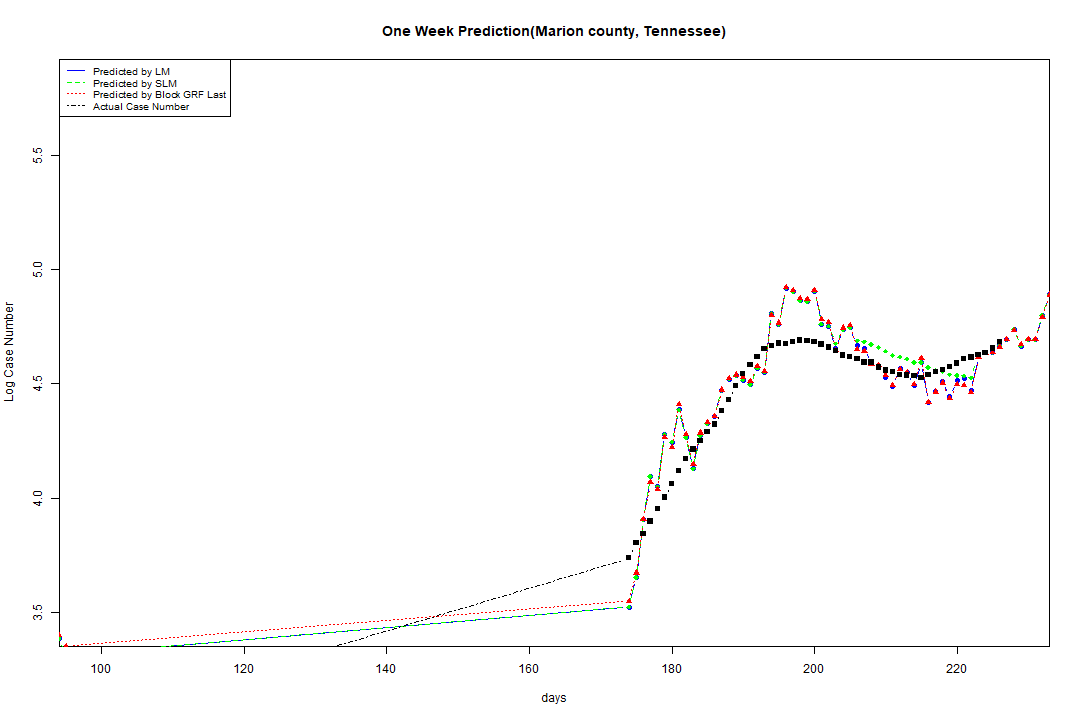 One Week Prediction(Marion county, Tennessee)
Predicted by LM
Predicted by SLM
Predicted by Block GRF Last
Actual Case Number
Log Case Number
5.5
5.0
4.5
4.0
3.5
100 120 140 160 180 200 220
days